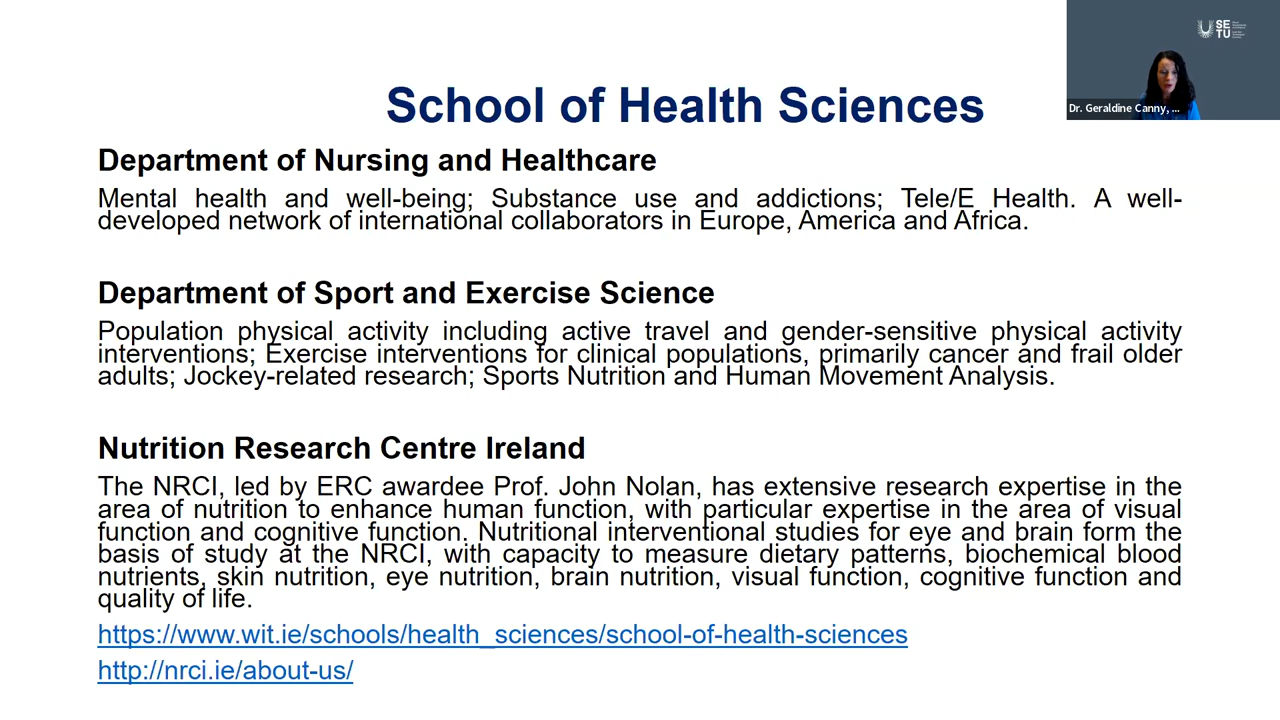 SE
TU
Dr. Geraldine Canny, ...
School of Health Sciences
Department of Nursing and Healthcare
Mental health and well-being; Substance use and addictions; Tele/E Health. A well-
developed network of international collaborators in Europe, America and Africa.
Department of Sport and Exercise Science
Population physical activity including active travel and gender-sensitive physical activity
interventions; Exercise interventions for clinical populations, primarily cancer and frail older
adults; Jockey-related research; Sports Nutrition and Human Movement Analysis.
Nutrition Research Centre Ireland
The NRCI, led by ERC awardee Prof. John Nolan, has extensive research expertise in the
area of nutrition to enhance human function, with particular expertise in the area of visual
function and cognitive function. Nutritional interventional studies for eye and brain form the
basis of study at the NRCI, with capacity to measure dietary patterns, biochemical blood
nutrients, skin nutrition, eye nutrition, brain nutrition, visual function, cognitive function and
quality of life.
https://www.wit.ie/schools/health_sciences/school-of-health-sciences
http://nrci.ie/about-us/